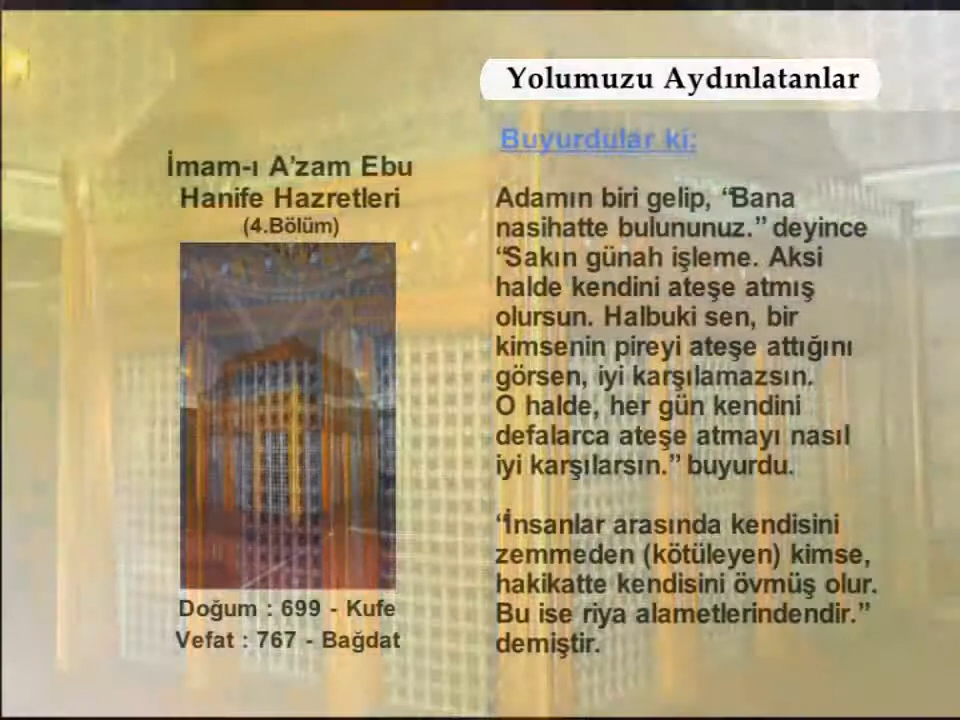 Yolumuzu Aydınlatanlar
İmam-ı A'zam Ebu
Hanife Hazretleri
(4.Bölüm)
Doğum : 699 - Kufe
Vefat : 767 - Bağdat
Buyurdular ki;
Adamın biri gelip, “Bana
nasihatte bulununuz.” deyince
“Sakın günah işleme. Aksi
halde kendini ateşe atmış
olursun. Halbuki sen, bir
kimsenin pireyi ateşe attığını
görsen, iyi karşılamazsın.
O halde, her gün kendini
defalarca ateşe atmayı nasıl
iyi karşılarsın.” buyurdu.
“İnsanlar arasında kendisini
zemmeden (kötüleyen) kimse,
hakikatte kendisini övmüş olur.
Bu ise riya alametlerindendir.”
demiştir.